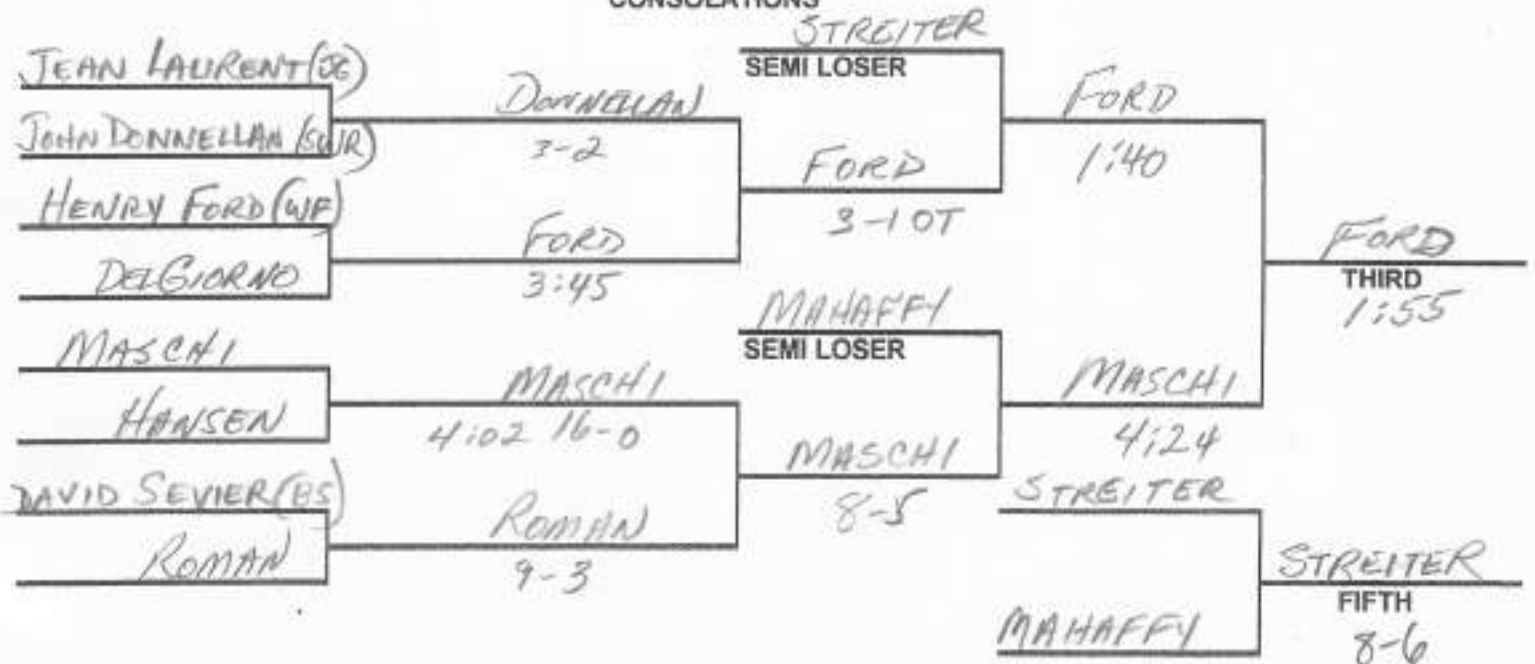 CONSOLATIONS
JEAN LAURENT (JG)
JOHN DONNELLAN (SWR)
HENRY FORD (WF)
DELGIORNO
MASCHI
HANSEN
DAVID SEVIER (BS)
ROMAN
DONNELLAN
3-2
FORD
3:45
MASCHI
4:02 16-0
ROMAN
9-3
STREITER
SEMI LOSER
FORD
3-1 OT
MAHAFFY
SEMI LOSER
MASCHI
8-5
FORD
1:40
MASCHI
4:24
FORD
THIRD
1:55
STREITER
MAHAFFY
STREITER
FIFTH
8-6